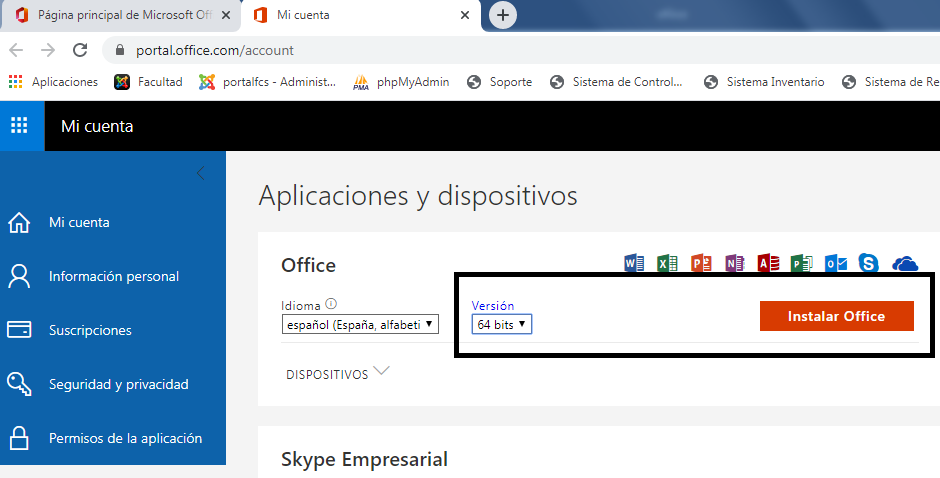 Página principal de Microsoft Off
Mi cuenta
portal.office.com/account
Aplicaciones
Facultad
portalfcs - Administ...
PMA
phpMyAdmin
Soporte
Sistema de Control...
Sistema Inventario
Sistema de Re
Mi cuenta
Mi cuenta
Información personal
Suscripciones
Seguridad y privacidad
Permisos de la aplicación
Aplicaciones y dispositivos
Office
Idioma
Versión
español (España, alfabeti
64 bits
Instalar Office
DISPOSITIVOS
Skype Empresarial